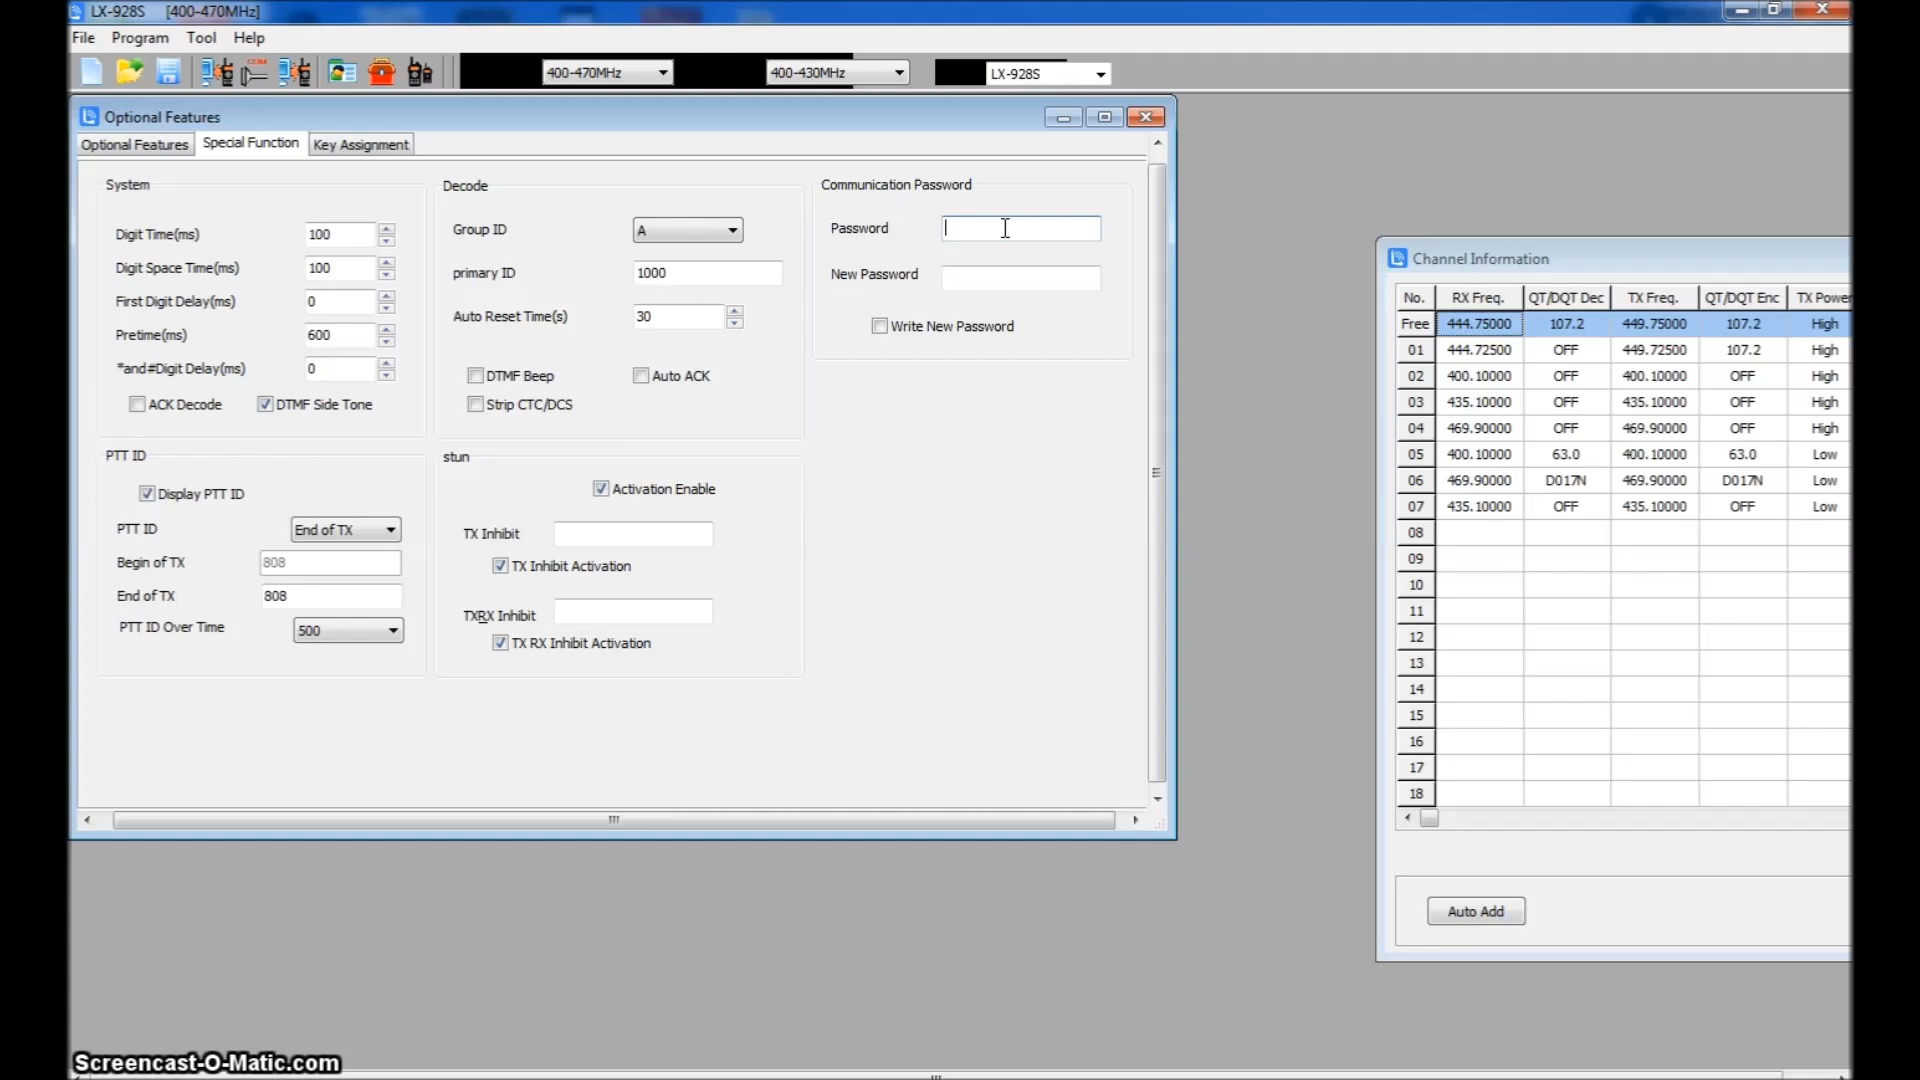 LX-928S [400-470MHz]
File Program Tool Help
400-470MHz 400-430MHz LX-928S
Optional Features
Optional Features Special Function Key Assignment
System
Digit Time(ms) 100
Digit Space Time(ms) 100
First Digit Delay(ms) 0
Pretime(ms) 600
*and#Digit Delay(ms) 0
ACK Decode DTMF Side Tone
PTT ID
Display PTT ID
PTT ID End of TX
Begin of TX 808
End of TX 808
PTT ID Over Time 500
Decode
Group ID A
primary ID 1000
Auto Reset Time(s) 30
DTMF Beep Auto ACK
Strip CTC/DCS
stun
Activation Enable
TX Inhibit
TX Inhibit Activation
TXRX Inhibit
TX RX Inhibit Activation
Communication Password
Password
New Password
Write New Password
Channel Information
No. RX Freq. QT/DQT Dec TX Freq. QT/DQT Enc TX Power
Free 444.75000 107.2 449.75000 107.2 High
01 444.72500 OFF 449.72500 107.2 High
02 400.10000 OFF 400.10000 OFF High
03 435.10000 OFF 435.10000 OFF High
04 469.90000 OFF 469.90000 OFF High
05 400.10000 63.0 400.10000 63.0 Low
06 469.90000 D017N 469.90000 D017N Low
07 435.10000 OFF 435.10000 OFF Low
08
09
10
11
12
13
14
15
16
17
18
Auto Add
Screencast-O-Matic.com